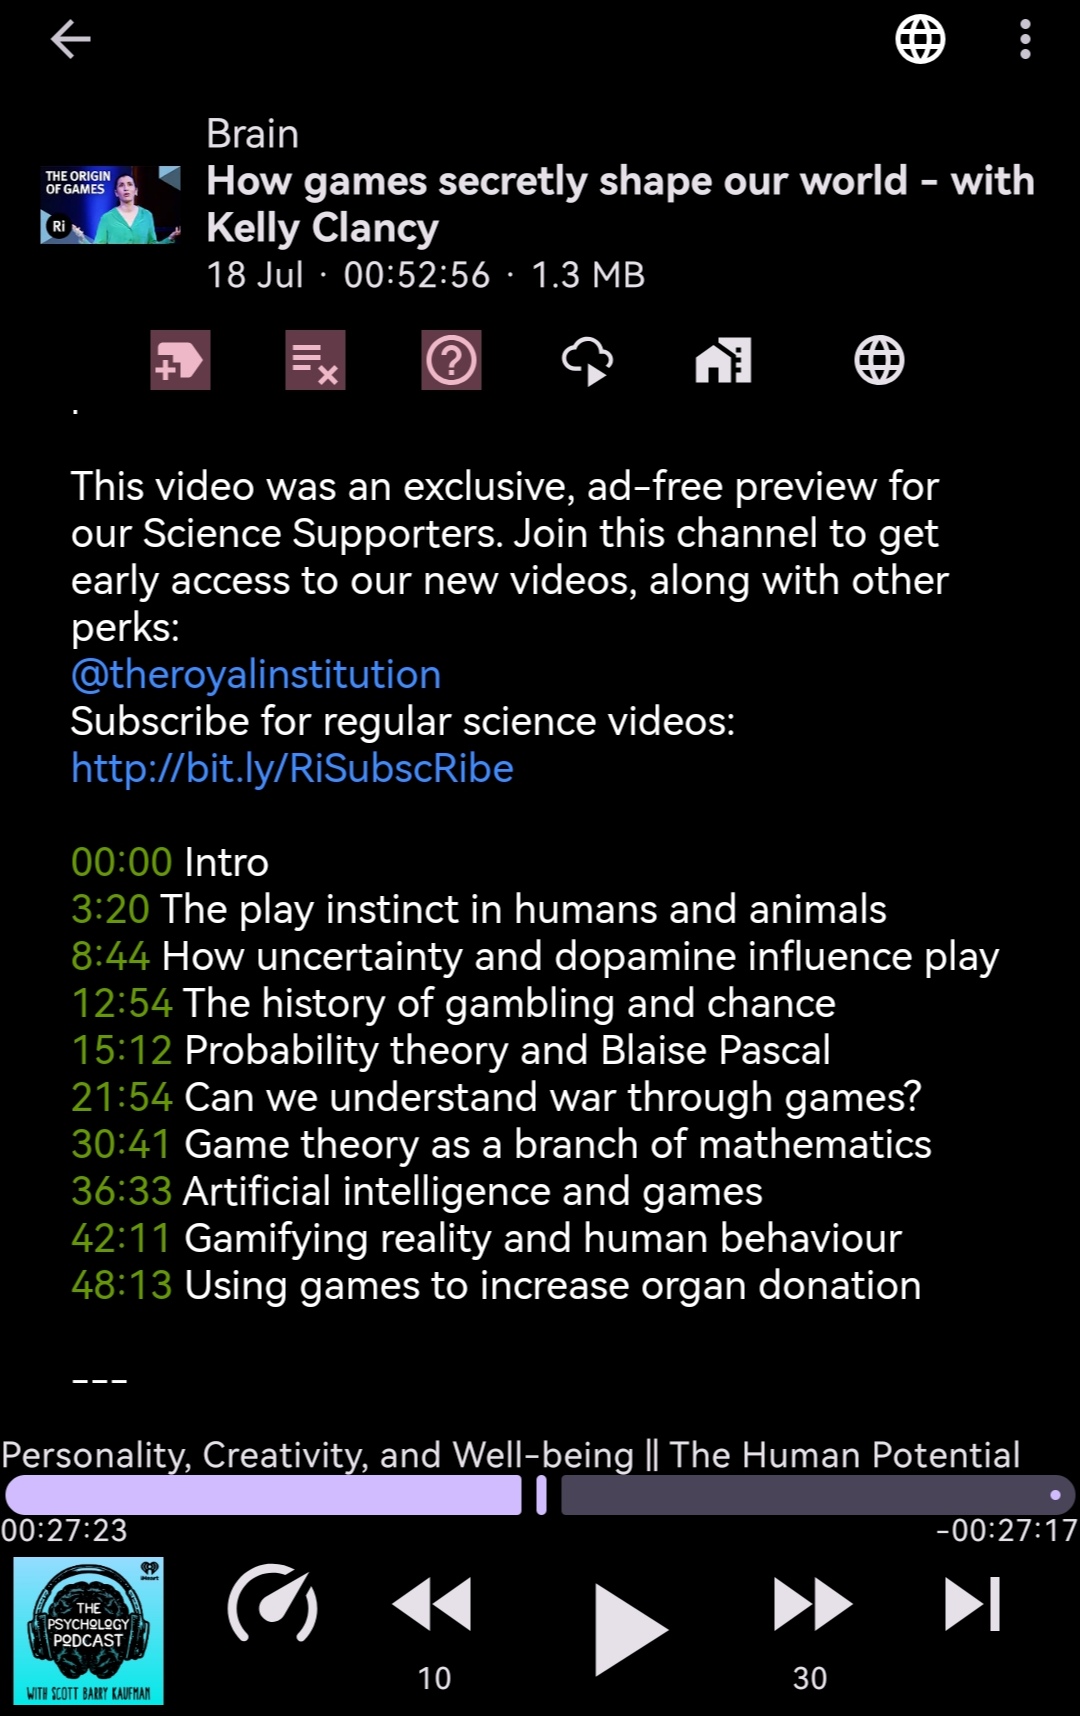 Brain
THE ORIGIN
OF GAMES
Ri
How games secretly shape our world - with
Kelly Clancy
18 Jul · 00:52:56 · 1.3 MB
.
This video was an exclusive, ad-free preview for
our Science Supporters. Join this channel to get
early access to our new videos, along with other
perks:
@theroyalinstitution
Subscribe for regular science videos:
http://bit.ly/RiSubscRibe
00:00 Intro
3:20 The play instinct in humans and animals
8:44 How uncertainty and dopamine influence play
12:54 The history of gambling and chance
15:12 Probability theory and Blaise Pascal
21:54 Can we understand war through games?
30:41 Game theory as a branch of mathematics
36:33 Artificial intelligence and games
42:11 Gamifying reality and human behaviour
48:13 Using games to increase organ donation
---
Personality, Creativity, and Well-being || The Human Potential
00:27:23
-00:27:17
iHeart
THE
PSYCHOLOGY
PODCAST
WITH SCOTT BARRY KAUFMAN
10
30